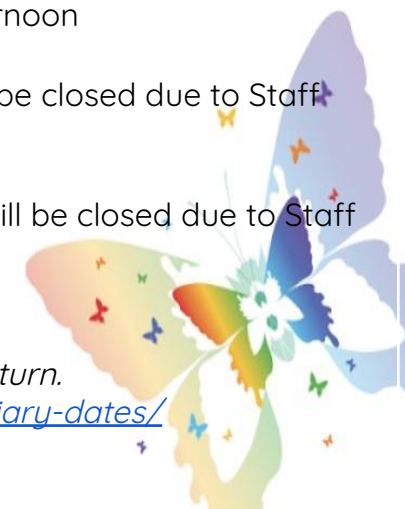 rnoon
be closed due to Staff
ill be closed due to Staff
turn.
iary-dates/